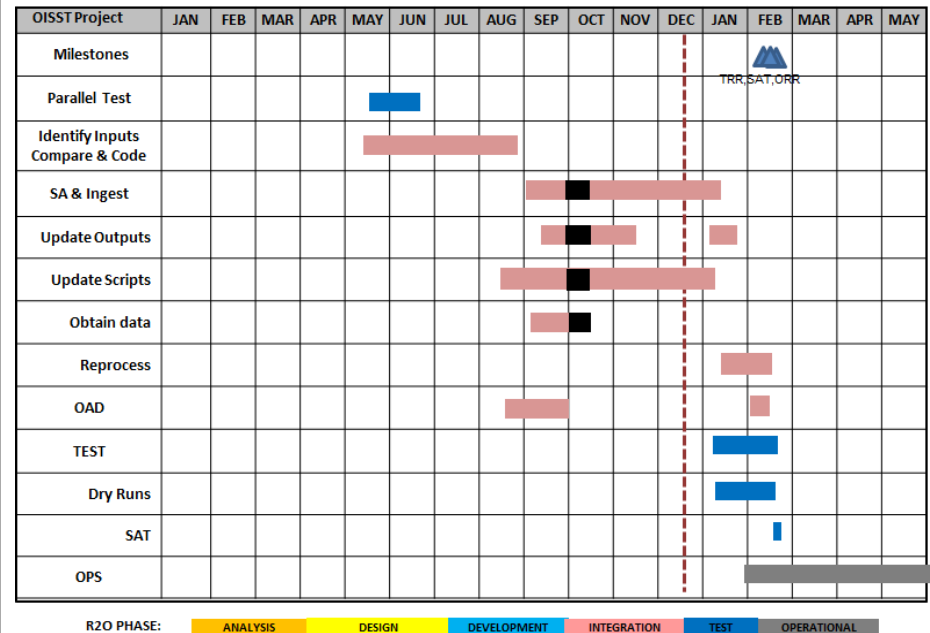 OISST Project JAN FEB MAR APR MAY JUN JUL AUG SEP OCT NOV DEC JAN FEB MAR APR MAY
Milestones
TRR,SAT,ORR
Parallel Test
Identify Inputs
Compare & Code
SA & Ingest
Update Outputs
Update Scripts
Obtain data
Reprocess
OAD
TEST
Dry Runs
SAT
OPS
R2O PHASE: ANALYSIS DESIGN DEVELOPMENT INTEGRATION TEST OPERATIONAL